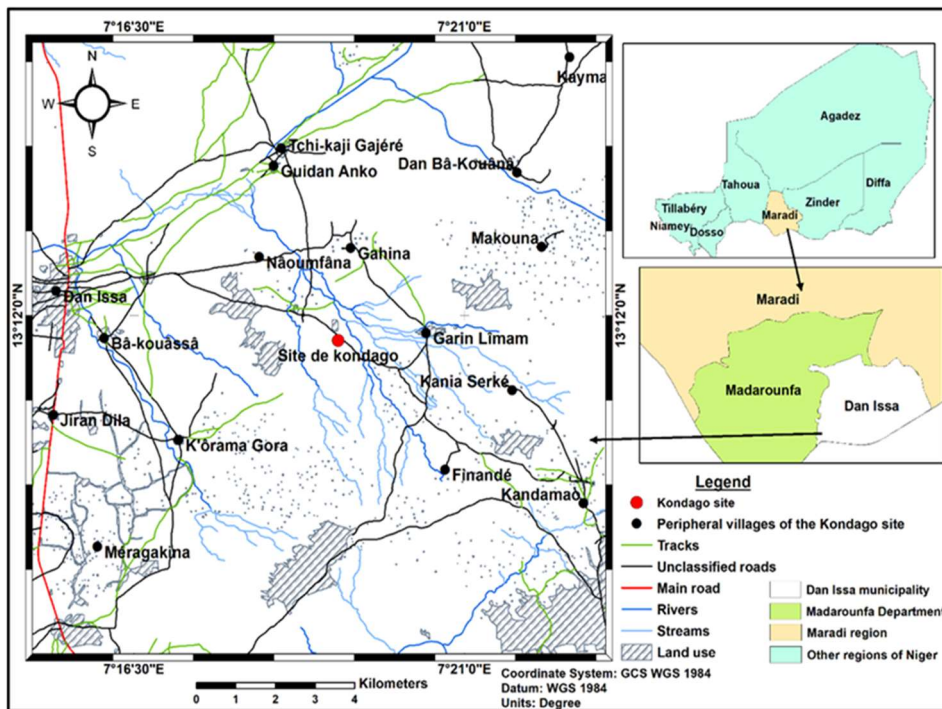 7°16'30"E
7°21'0"E
N
W
E
S
Kayma
Tchi-kaji Gajéré
Guidan Anko
Dan Bâ-Kouâna
Makouna
Gahina
Nâoumfâna
Dan Issa
Bâ-kouâssâ
Site de kondago
Garin Limam
Kania Serké
Jiran Dila
K'ôrama Gora
Finandé
Kandamao
Méragakina
13°12'0"N
13°12'0"N
7°16'30"E
7°21'0"E
Kilometers
0 1 2 3 4
Agadez
Tahoua
Diffa
Zinder
Tillabéry
Maradi
Niamey
Dosso
Maradi
Madarounfa
Dan Issa
Legend
Kondago site
Peripheral villages of the Kondago site
Tracks
Unclassified roads
Main road
Rivers
Streams
Land use
Dan Issa municipality
Madarounfa Department
Maradi region
Other regions of Niger
Coordinate System: GCS WGS 1984
Datum: WGS 1984
Units: Degree